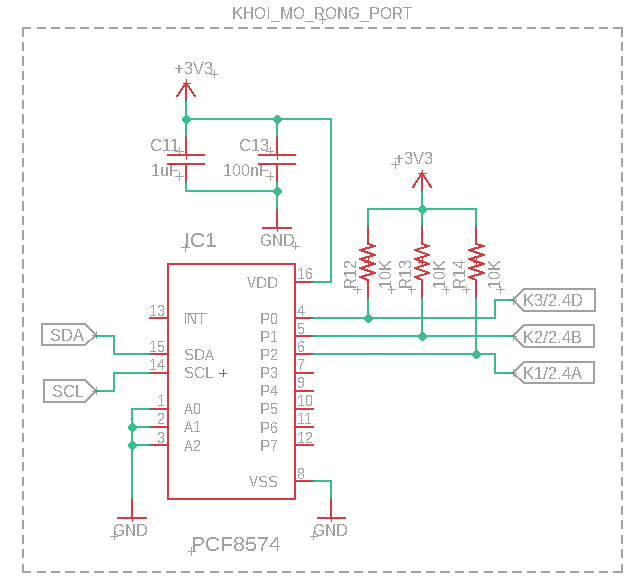 KHOI_MO_RONG_PORT
+3V3
C11
1uF
C13
100nF
GND
+3V3
R12
10K
R13
10K
R14
10K
IC1
VDD
16
13
INT
P0
4
K3/2.4D
P1
5
K2/2.4B
SDA
15
SDA
P2
6
SCL
14
SCL
P3
7
K1/2.4A
P4
9
1
A0
P5
10
2
A1
P6
11
3
A2
P7
12
VSS
8
GND
GND
PCF8574